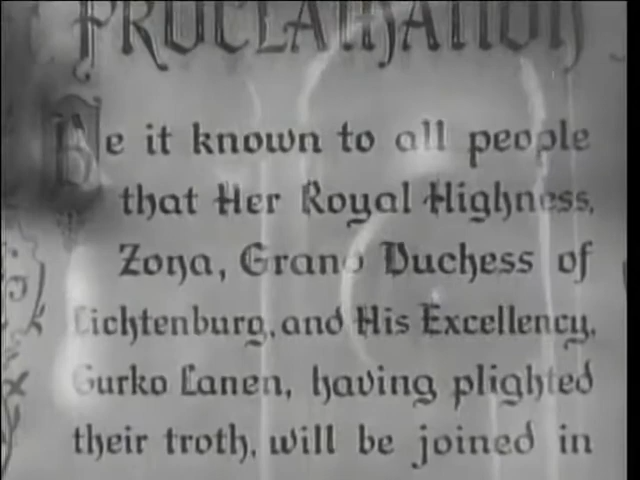 PROCLAMATION
Be it known to all people
that Her Royal Highness,
Zona, Grand Duchess of
Lichtenburg, and His Excellency,
Gurko Lanen, having plighted
their troth, will be joined in